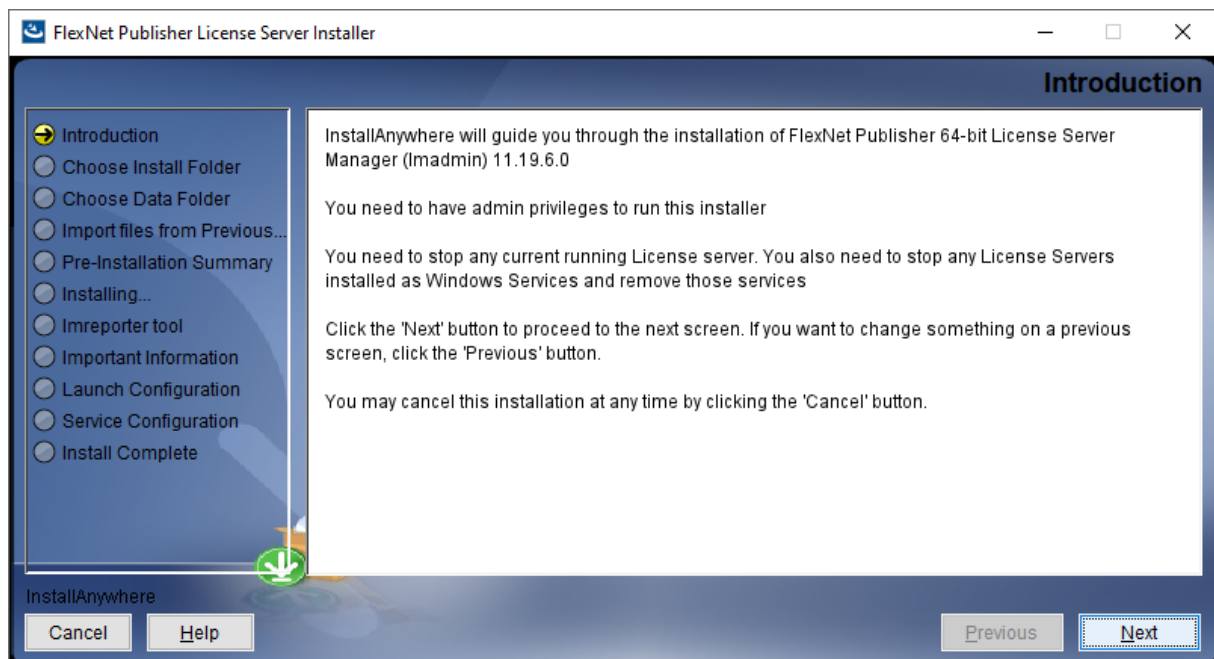 FlexNet Publisher License Server Installer
Introduction
Introduction
Choose Install Folder
Choose Data Folder
Import files from Previous...
Pre-Installation Summary
Installing...
lmreporter tool
Important Information
Launch Configuration
Service Configuration
Install Complete
InstallAnywhere will guide you through the installation of FlexNet Publisher 64-bit License Server
Manager (lmadmin) 11.19.6.0
You need to have admin privileges to run this installer
You need to stop any current running License server. You also need to stop any License Servers
installed as Windows Services and remove those services
Click the 'Next' button to proceed to the next screen. If you want to change something on a previous
screen, click the 'Previous' button.
You may cancel this installation at any time by clicking the 'Cancel' button.
InstallAnywhere
Cancel
Help
Previous
Next